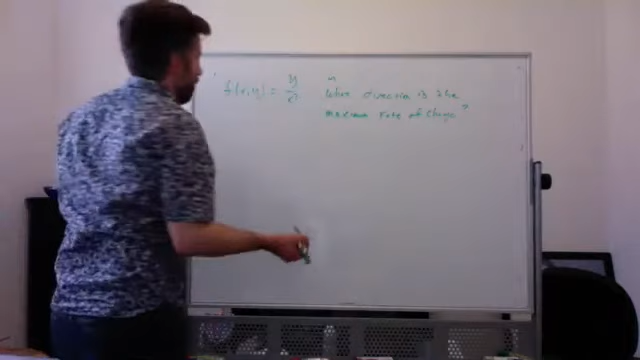 f(x,y) = y/x in
what direction is the
maximum rate of change?